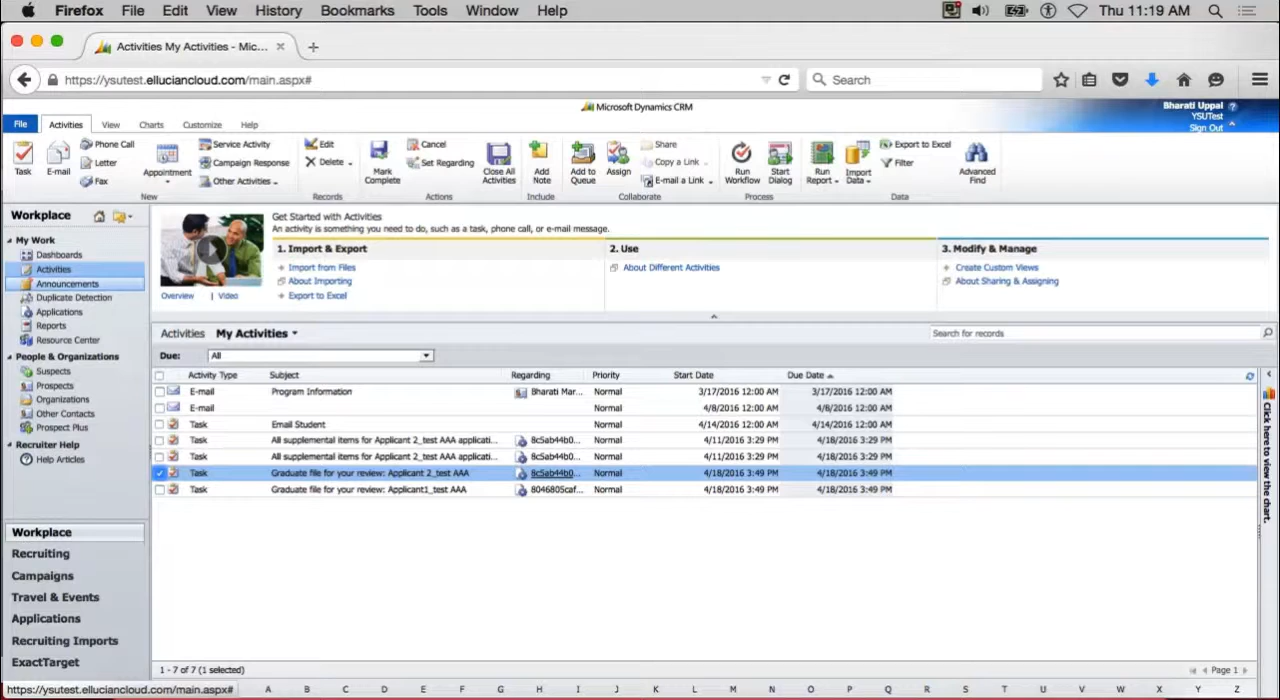 Firefox File Edit View History Bookmarks Tools Window Help Thu 11:19 AM
Activities My Activities - Mic...
https://ysutest.elluciancloud.com/main.aspx# Search
Microsoft Dynamics CRM
Bharati Uppal
YSUTest
Sign Out
File Activities View Charts Customize Help
Task
E-mail
Phone Call
Letter
Fax
Appointment
Service Activity
Campaign Response
Other Activities
New
Edit
Delete
Records
Mark Complete
Cancel
Set Regarding
Close All Activities
Actions
Add Note
Include
Add to Queue
Assign
Share
Copy a Link
E-mail a Link
Collaborate
Run Workflow
Start Dialog
Process
Run Report
Import Data
Export to Excel
Filter
Data
Advanced Find
Workplace
My Work
Dashboards
Activities
Announcements
Duplicate Detection
Applications
Reports
Resource Center
People & Organizations
Suspects
Prospects
Organizations
Other Contacts
Prospect Plus
Recruiter Help
Help Articles
Workplace
Recruiting
Campaigns
Travel & Events
Applications
Recruiting Imports
ExactTarget
Get Started with Activities
An activity is something you need to do, such as a task, phone call, or e-mail message.
Overview | Video
1. Import & Export
Import from Files
About Importing
Export to Excel
2. Use
About Different Activities
3. Modify & Manage
Create Custom Views
About Sharing & Assigning
Activities My Activities Search for records
Due: All
Activity Type Subject Regarding Priority Start Date Due Date
E-mail Program Information Bharati Mar... Normal 3/17/2016 12:00 AM 3/17/2016 12:00 AM
E-mail Normal 4/8/2016 12:00 AM 4/8/2016 12:00 AM
Task Email Student Normal 4/14/2016 12:00 AM 4/14/2016 12:00 AM
Task All supplemental items for Applicant 2_test AAA applicati... 8c5ab44b0... Normal 4/11/2016 3:29 PM 4/18/2016 3:29 PM
Task All supplemental items for Applicant 2_test AAA applicati... 8c5ab44b0... Normal 4/11/2016 3:29 PM 4/18/2016 3:29 PM
Task Graduate file for your review: Applicant 2_test AAA 8c5ab44b0... Normal 4/18/2016 3:49 PM 4/18/2016 3:49 PM
Task Graduate file for your review: Applicant1_test AAA 8046805caf... Normal 4/18/2016 3:49 PM 4/18/2016 3:49 PM
Click here to view the chart.
1 - 7 of 7 (1 selected) Page 1
https://ysutest.elluciancloud.com/main.aspx# A B C D E F G H I J K L M N O P Q R S T U V W X Y Z